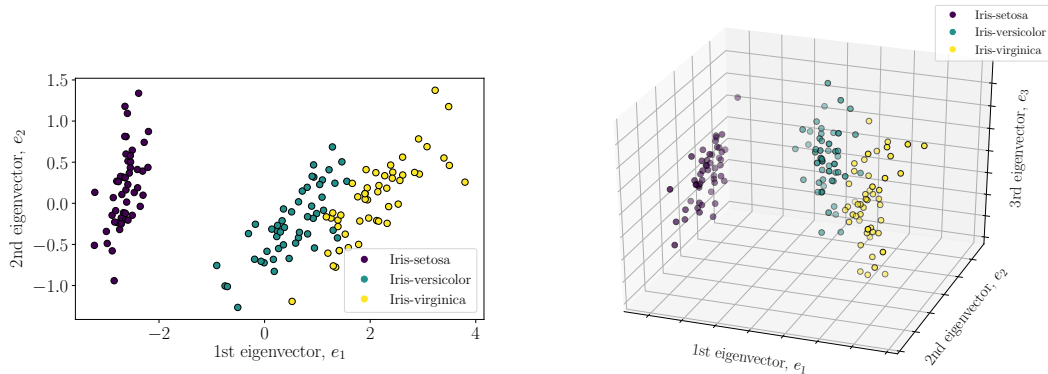 1.5
1.0
0.5
0.0
−0.5
−1.0
2nd eigenvector, e2
−2
0
2
4
1st eigenvector, e1
Iris-setosa
Iris-versicolor
Iris-virginica
Iris-setosa
Iris-versicolor
Iris-virginica
1st eigenvector, e1
2nd eigenvector, e2
3rd eigenvector, e3